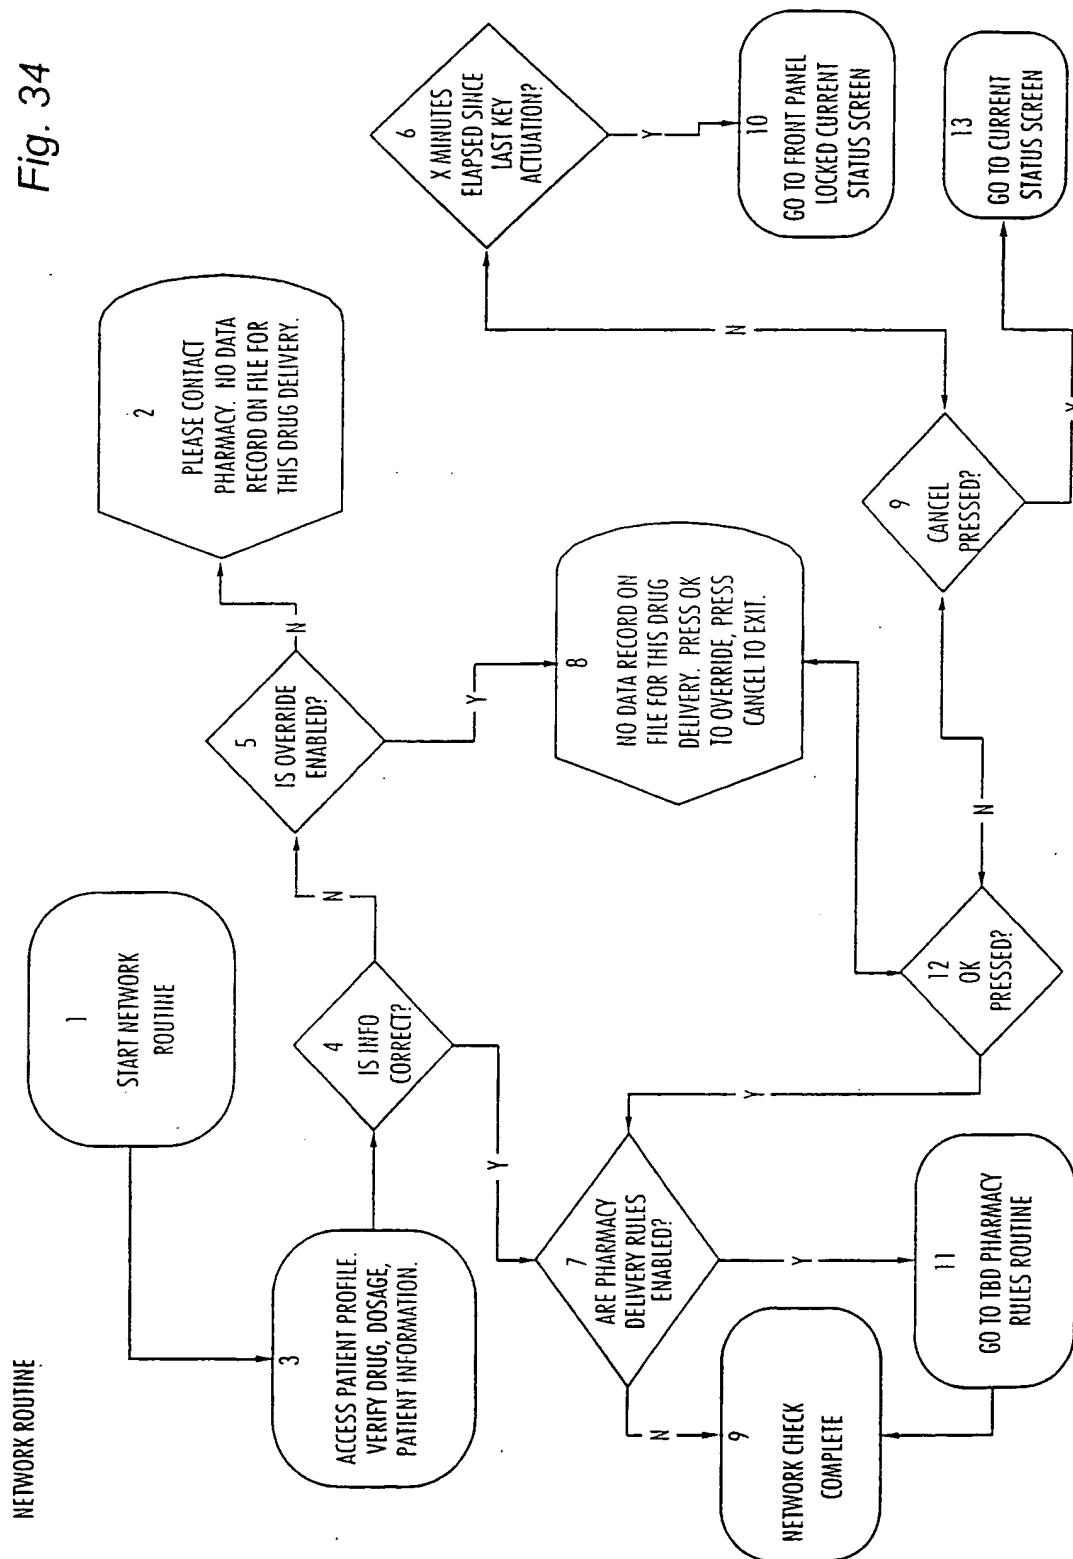 Fig. 34
NETWORK ROUTINE
1
START NETWORK
ROUTINE
2
PLEASE CONTACT
PHARMACY. NO DATA
RECORD ON FILE FOR
THIS DRUG DELIVERY.
3
ACCESS PATIENT PROFILE.
VERIFY DRUG, DOSAGE,
PATIENT INFORMATION.
4
IS INFO
CORRECT?
N
Y
5
IS OVERRIDE
ENABLED?
N
Y
6
X MINUTES
ELAPSED SINCE
LAST KEY
ACTUATION?
Y
N
7
ARE PHARMACY
DELIVERY RULES
ENABLED?
N
Y
8
NO DATA RECORD ON
FILE FOR THIS DRUG
DELIVERY. PRESS OK
TO OVERRIDE, PRESS
CANCEL TO EXIT.
9
CANCEL
PRESSED?
Y
N
10
GO TO FRONT PANEL
LOCKED CURRENT
STATUS SCREEN
9
NETWORK CHECK
COMPLETE
11
GO TO TBD PHARMACY
RULES ROUTINE
12
OK
PRESSED?
Y
13
GO TO CURRENT
STATUS SCREEN